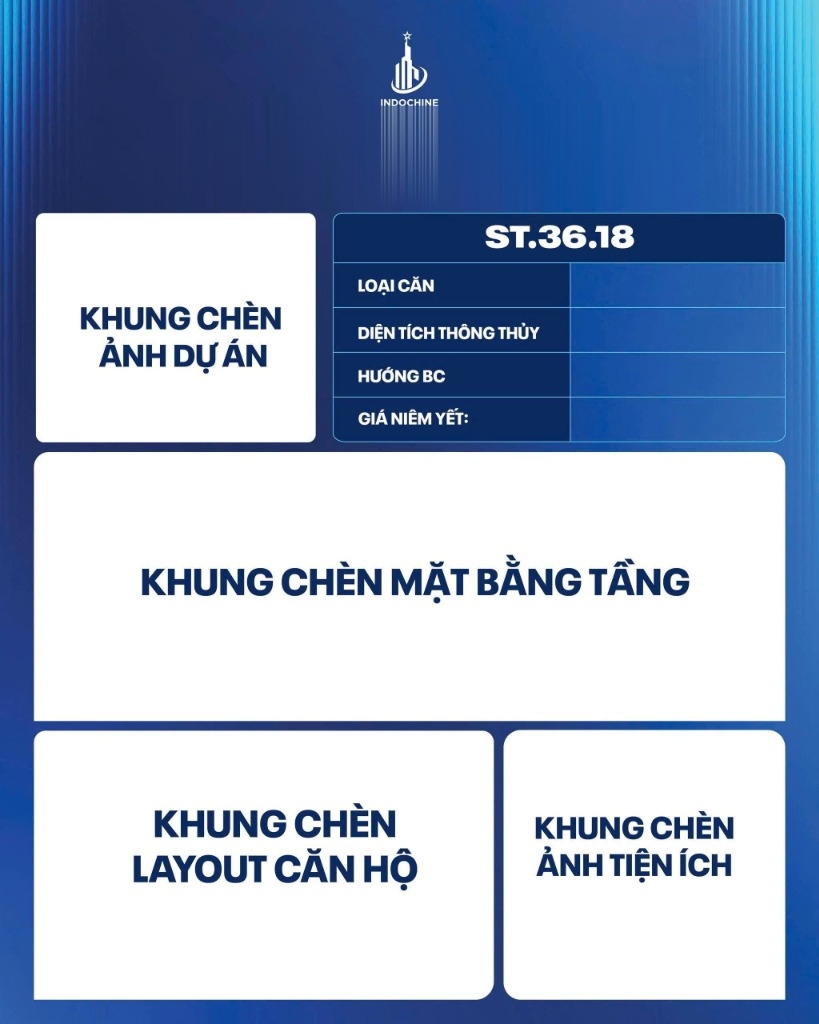 INDOCHINE
KHUNG CHÈN
ẢNH DỰ ÁN
ST.36.18
LOẠI CĂN
DIỆN TÍCH THÔNG THỦY
HƯỚNG BC
GIÁ NIÊM YẾT:
KHUNG CHÈN MẶT BẰNG TẦNG
KHUNG CHÈN
LAYOUT CĂN HỘ
KHUNG CHÈN
ẢNH TIỆN ÍCH